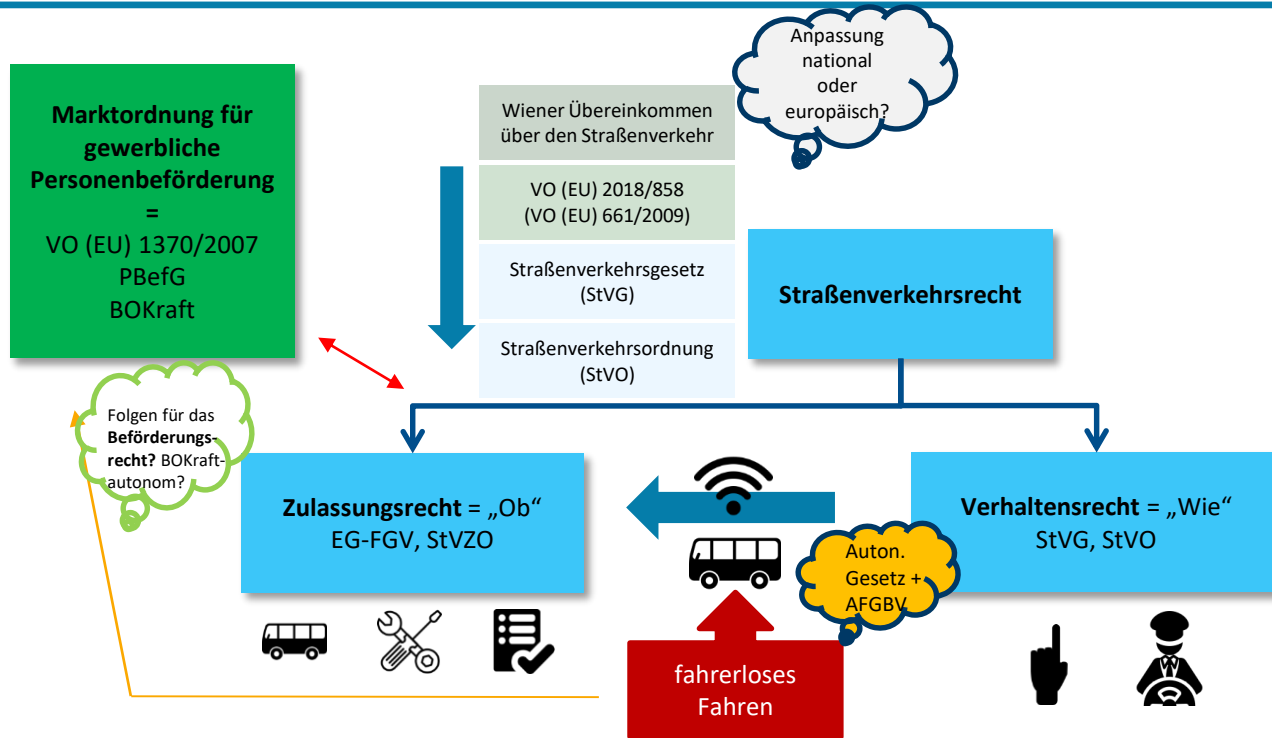 Marktordnung für
gewerbliche
Personenbeförderung
=
VO (EU) 1370/2007
PBefG
BOKraft
Wiener Übereinkommen
über den Straßenverkehr
VO (EU) 2018/858
(VO (EU) 661/2009)
Straßenverkehrsgesetz
(StVG)
Straßenverkehrsordnung
(StVO)
Anpassung
national
oder
europäisch?
Straßenverkehrsrecht
Folgen für das
Beförderungs-
recht? BOKraft-
autonom?
Zulassungsrecht = „Ob“
EG-FGV, StVZO
Auton.
Gesetz +
AFGBV
Verhaltensrecht = „Wie“
StVG, StVO
fahrerloses
Fahren